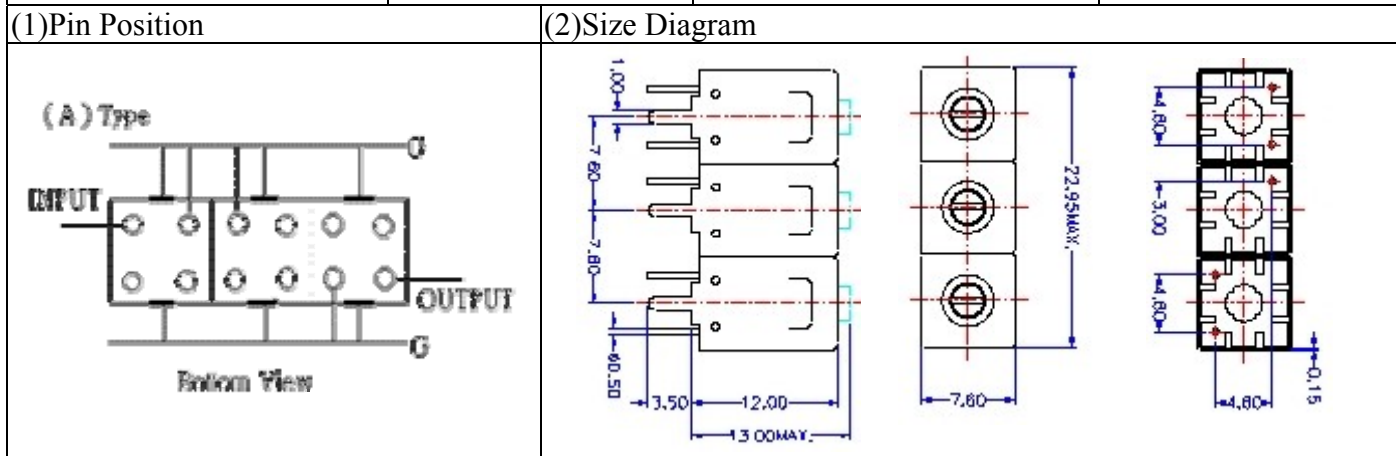 (1)Pin Position
(2)Size Diagram
(A) Type
G
INPUT
OUTPUT
G
Bottom View
1.00
7.60
7.60
ø0.50
3.50
12.00
13.00MAX.
22.95MAX.
7.60
4.80
3.00
4.80
0.15
4.80